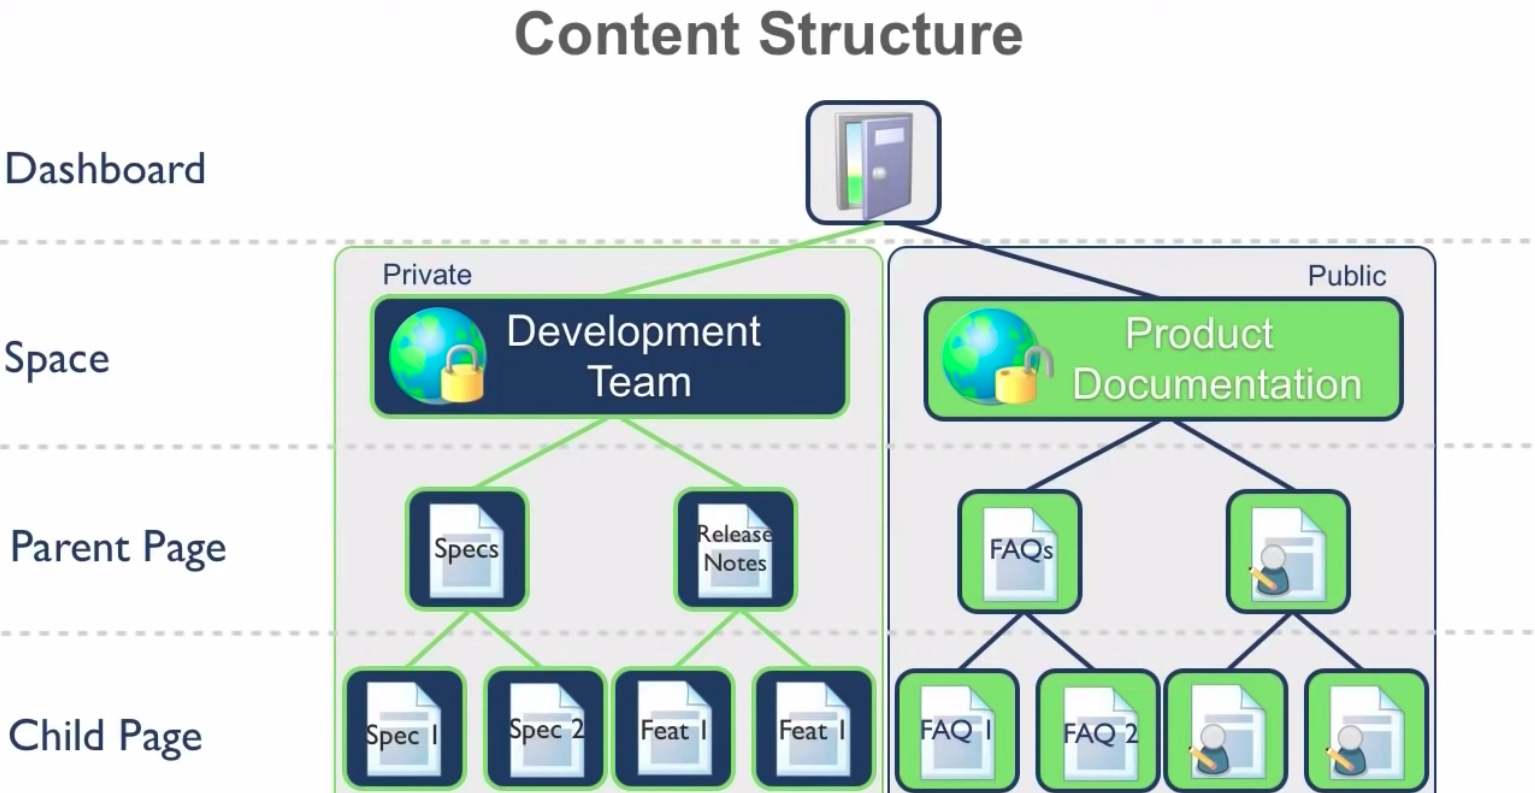 Content Structure
Dashboard
Private
Public
Space
Development
Team
Product
Documentation
Parent Page
Specs
Release
Notes
FAQs
Child Page
Spec 1
Spec 2
Feat 1
Feat 1
FAQ 1
FAQ 2